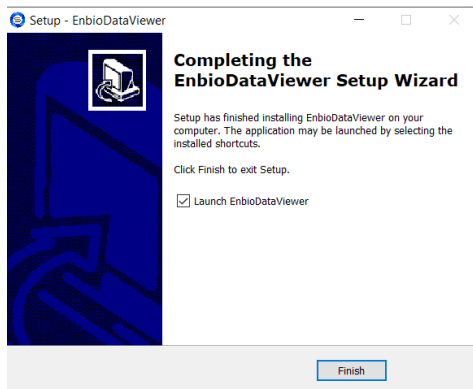 Setup - EnbioDataViewer
Completing the
EnbioDataViewer Setup Wizard
Setup has finished installing EnbioDataViewer on your
computer. The application may be launched by selecting the
installed shortcuts.
Click Finish to exit Setup.
Launch EnbioDataViewer
Finish